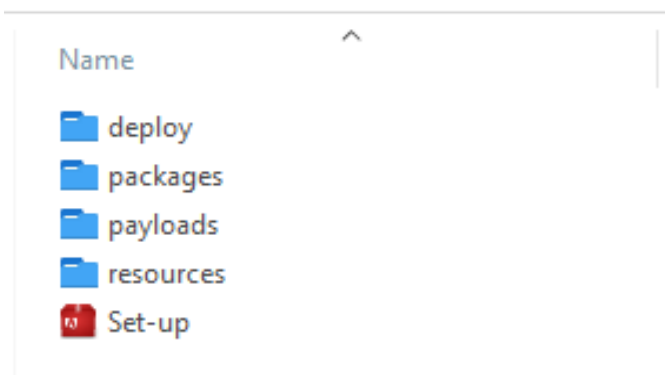 Name
deploy
packages
payloads
resources
Set-up